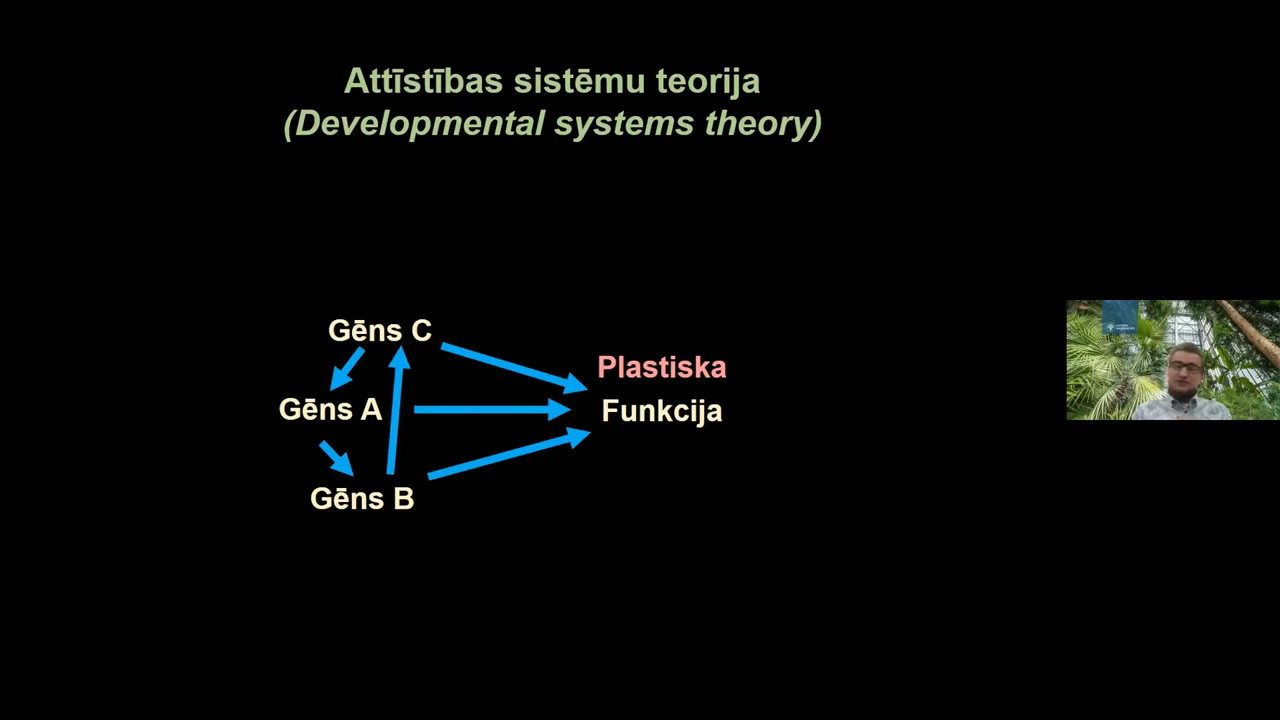 Attīstības sistēmu teorija
(Developmental systems theory)
Gēns C
Plastiska
Gēns A
Funkcija
Gēns B